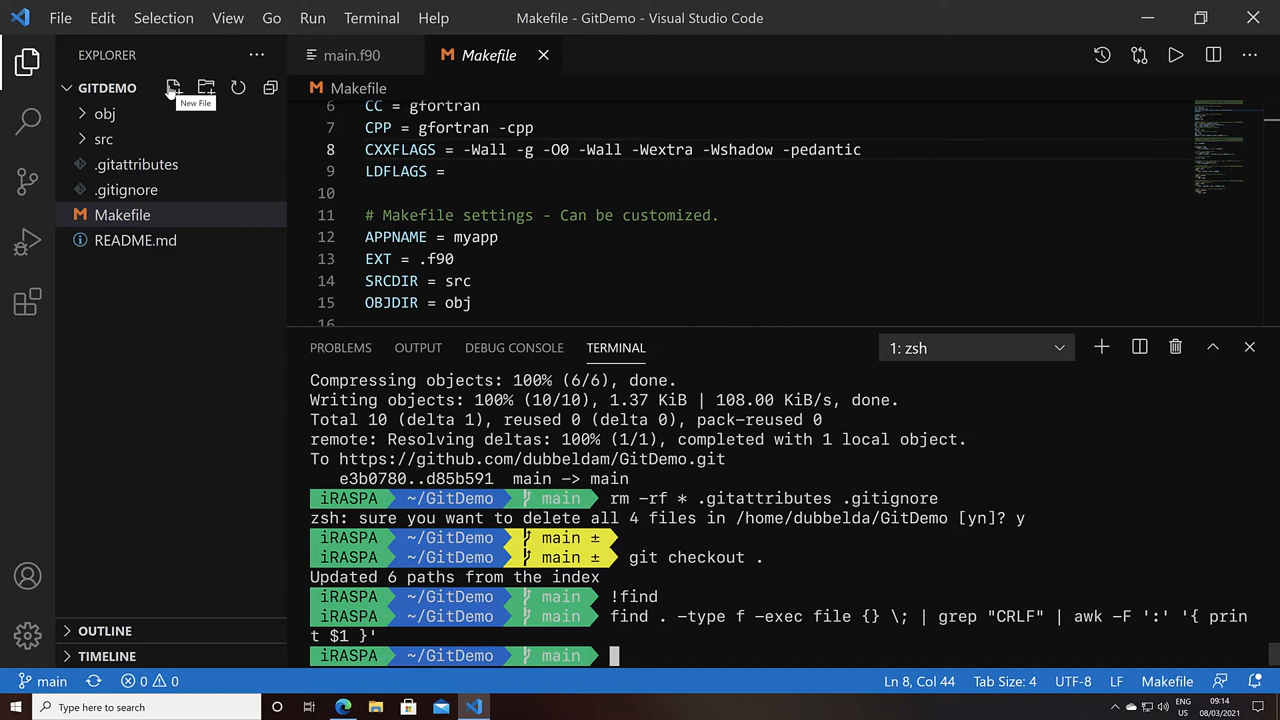 File Edit Selection View Go Run Terminal Help
Makefile - GitDemo - Visual Studio Code
EXPLORER
GITDEMO
New File
obj
src
.gitattributes
.gitignore
Makefile
README.md
OUTLINE
TIMELINE
main.f90
Makefile
Makefile
6 CC = gfortran
7 CPP = gfortran -cpp
8 CXXFLAGS = -Wall -g -O0 -Wall -Wextra -Wshadow -pedantic
9 LDFLAGS =
10
11 # Makefile settings - Can be customized.
12 APPNAME = myapp
13 EXT = .f90
14 SRCDIR = src
15 OBJDIR = obj
16
PROBLEMS OUTPUT DEBUG CONSOLE TERMINAL
1: zsh
Compressing objects: 100% (6/6), done.
Writing objects: 100% (10/10), 1.37 KiB | 108.00 KiB/s, done.
Total 10 (delta 1), reused 0 (delta 0), pack-reused 0
remote: Resolving deltas: 100% (1/1), completed with 1 local object.
To https://github.com/dubbeldam/GitDemo.git
e3b0780..d85b591 main -> main
iRASPA ~/GitDemo main rm -rf * .gitattributes .gitignore
zsh: sure you want to delete all 4 files in /home/dubbelda/GitDemo [yn]? y
iRASPA ~/GitDemo main ±
iRASPA ~/GitDemo main ± git checkout .
Updated 6 paths from the index
iRASPA ~/GitDemo main !find
iRASPA ~/GitDemo main find . -type f -exec file {} \; | grep "CRLF" | awk -F ':' '{ prin
t $1 }'
iRASPA ~/GitDemo main
main 0 0 Ln 8, Col 44 Tab Size: 4 UTF-8 LF Makefile
Type here to search
ENG
US
09:14
08/03/2021